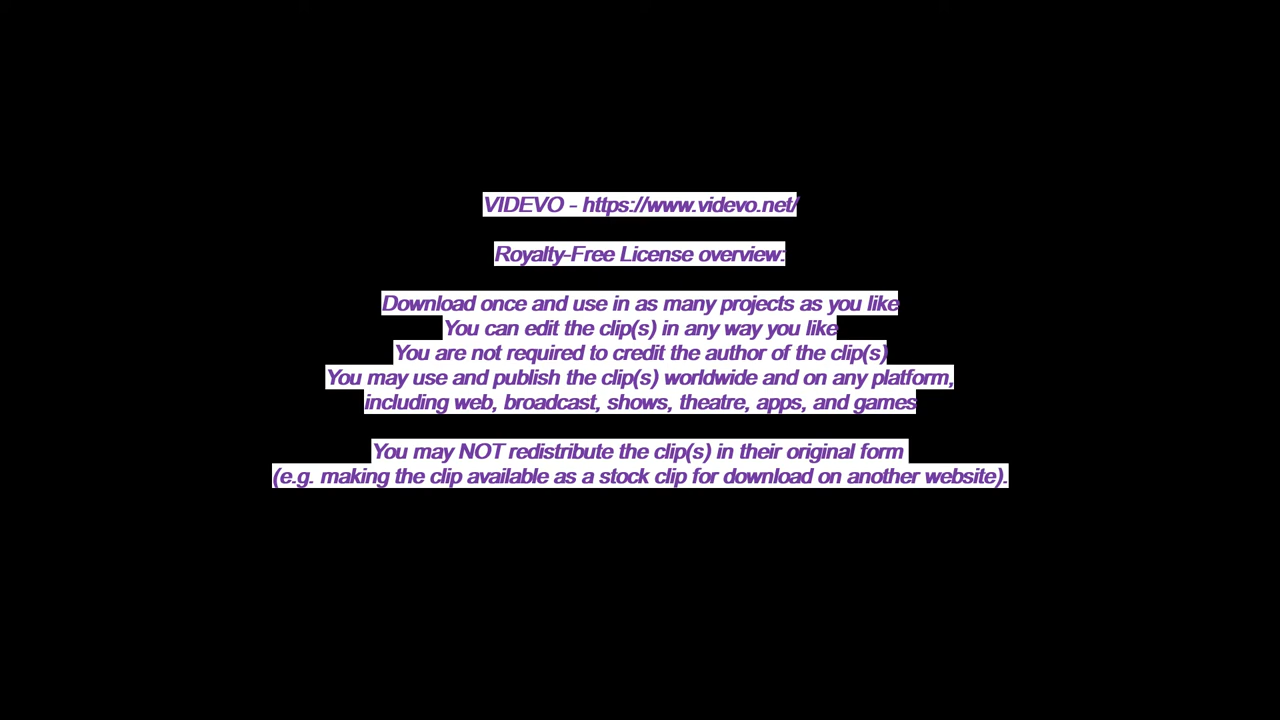 VIDEVO - https://www.videvo.net/
Royalty-Free License overview:
Download once and use in as many projects as you like
You can edit the clip(s) in any way you like
You are not required to credit the author of the clip(s)
You may use and publish the clip(s) worldwide and on any platform,
including web, broadcast, shows, theatre, apps, and games
You may NOT redistribute the clip(s) in their original form
(e.g. making the clip available as a stock clip for download on another website).